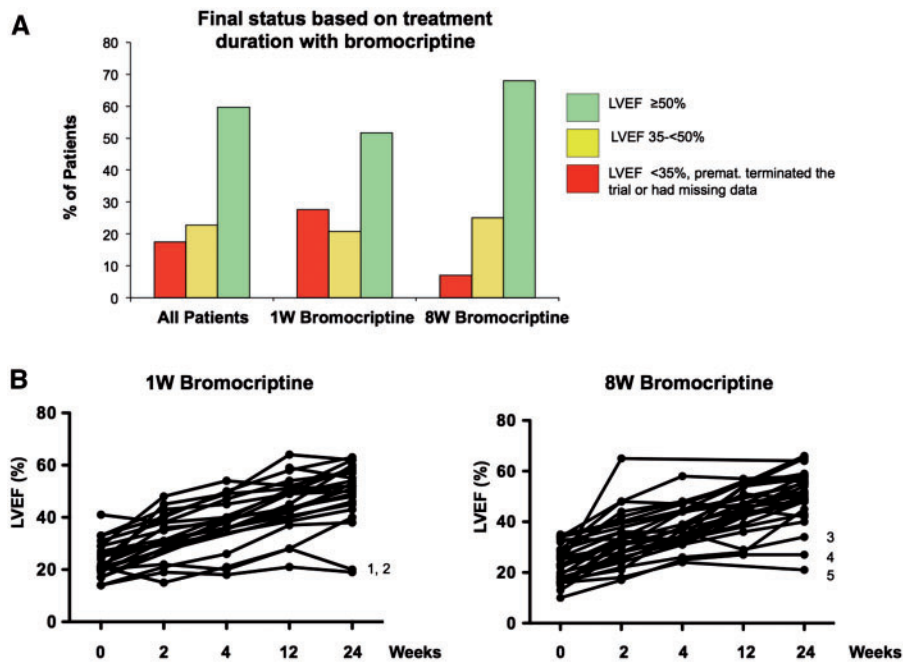 A
Final status based on treatment
duration with bromocriptine
% of Patients
80
70
60
50
40
30
20
10
0
All Patients
1W Bromocriptine
8W Bromocriptine
LVEF ≥50%
LVEF 35-<50%
LVEF <35%, premat. terminated the
trial or had missing data
B
1W Bromocriptine
LVEF (%)
80
60
40
20
0
1, 2
0 2 4 12 24 Weeks
8W Bromocriptine
LVEF (%)
80
60
40
20
0
3
4
5
0 2 4 12 24 Weeks